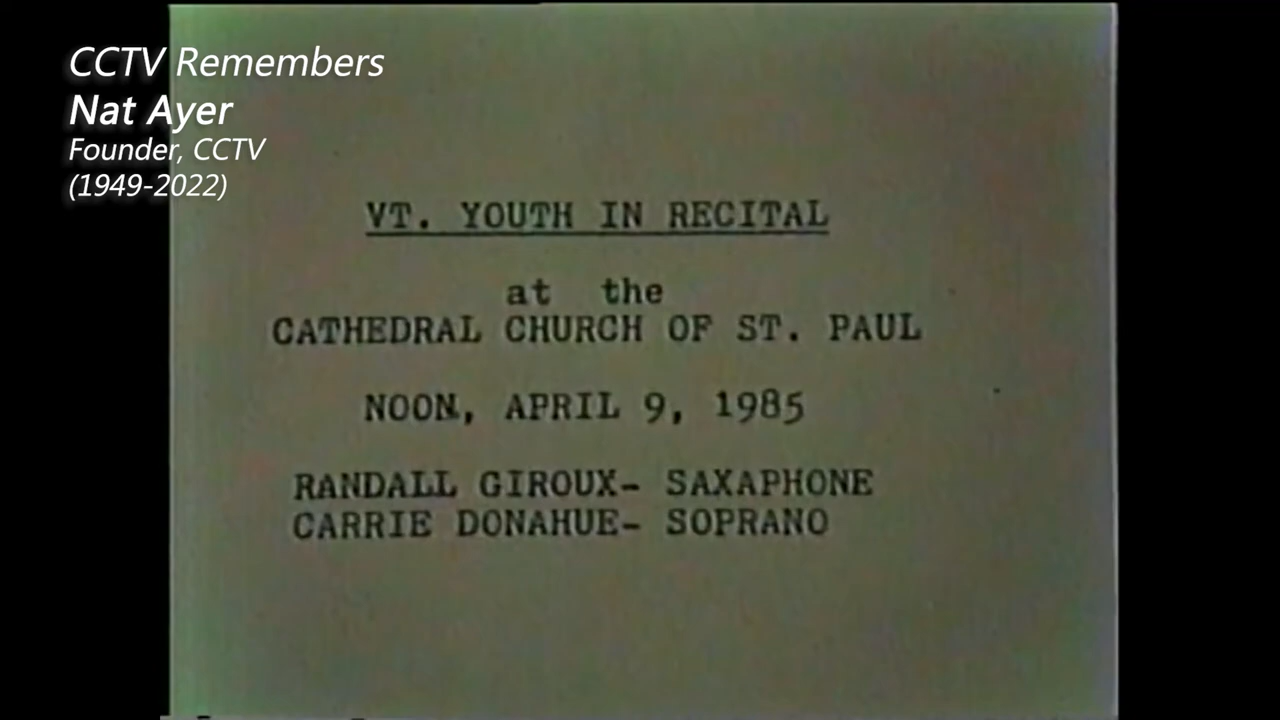 CCTV Remembers
Nat Ayer
Founder, CCTV
(1949-2022)
VT. YOUTH IN RECITAL
at the
CATHEDRAL CHURCH OF ST. PAUL
NOON, APRIL 9, 1985
RANDALL GIROUX- SAXAPHONE
CARRIE DONAHUE- SOPRANO